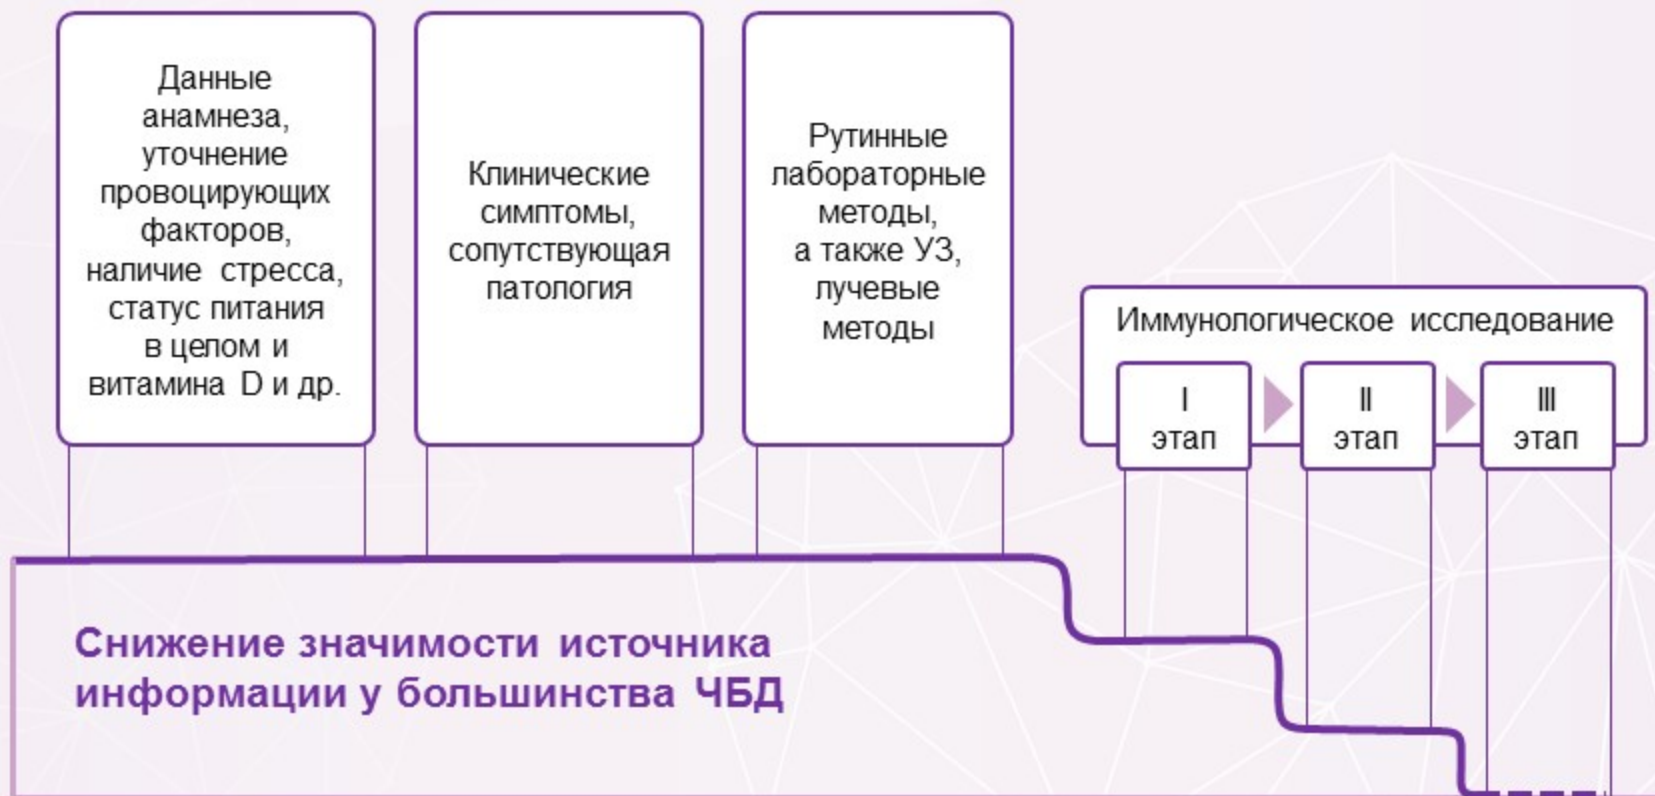 Данные
анамнеза,
уточнение
провоцирующих
факторов,
наличие стресса,
статус питания
в целом и
витамина D и др.
Клинические
симптомы,
сопутствующая
патология
Рутинные
лабораторные
методы,
а также УЗ,
лучевые
методы
Иммунологическое исследование
I
этап
II
этап
III
этап
Снижение значимости источника
информации у большинства ЧБД